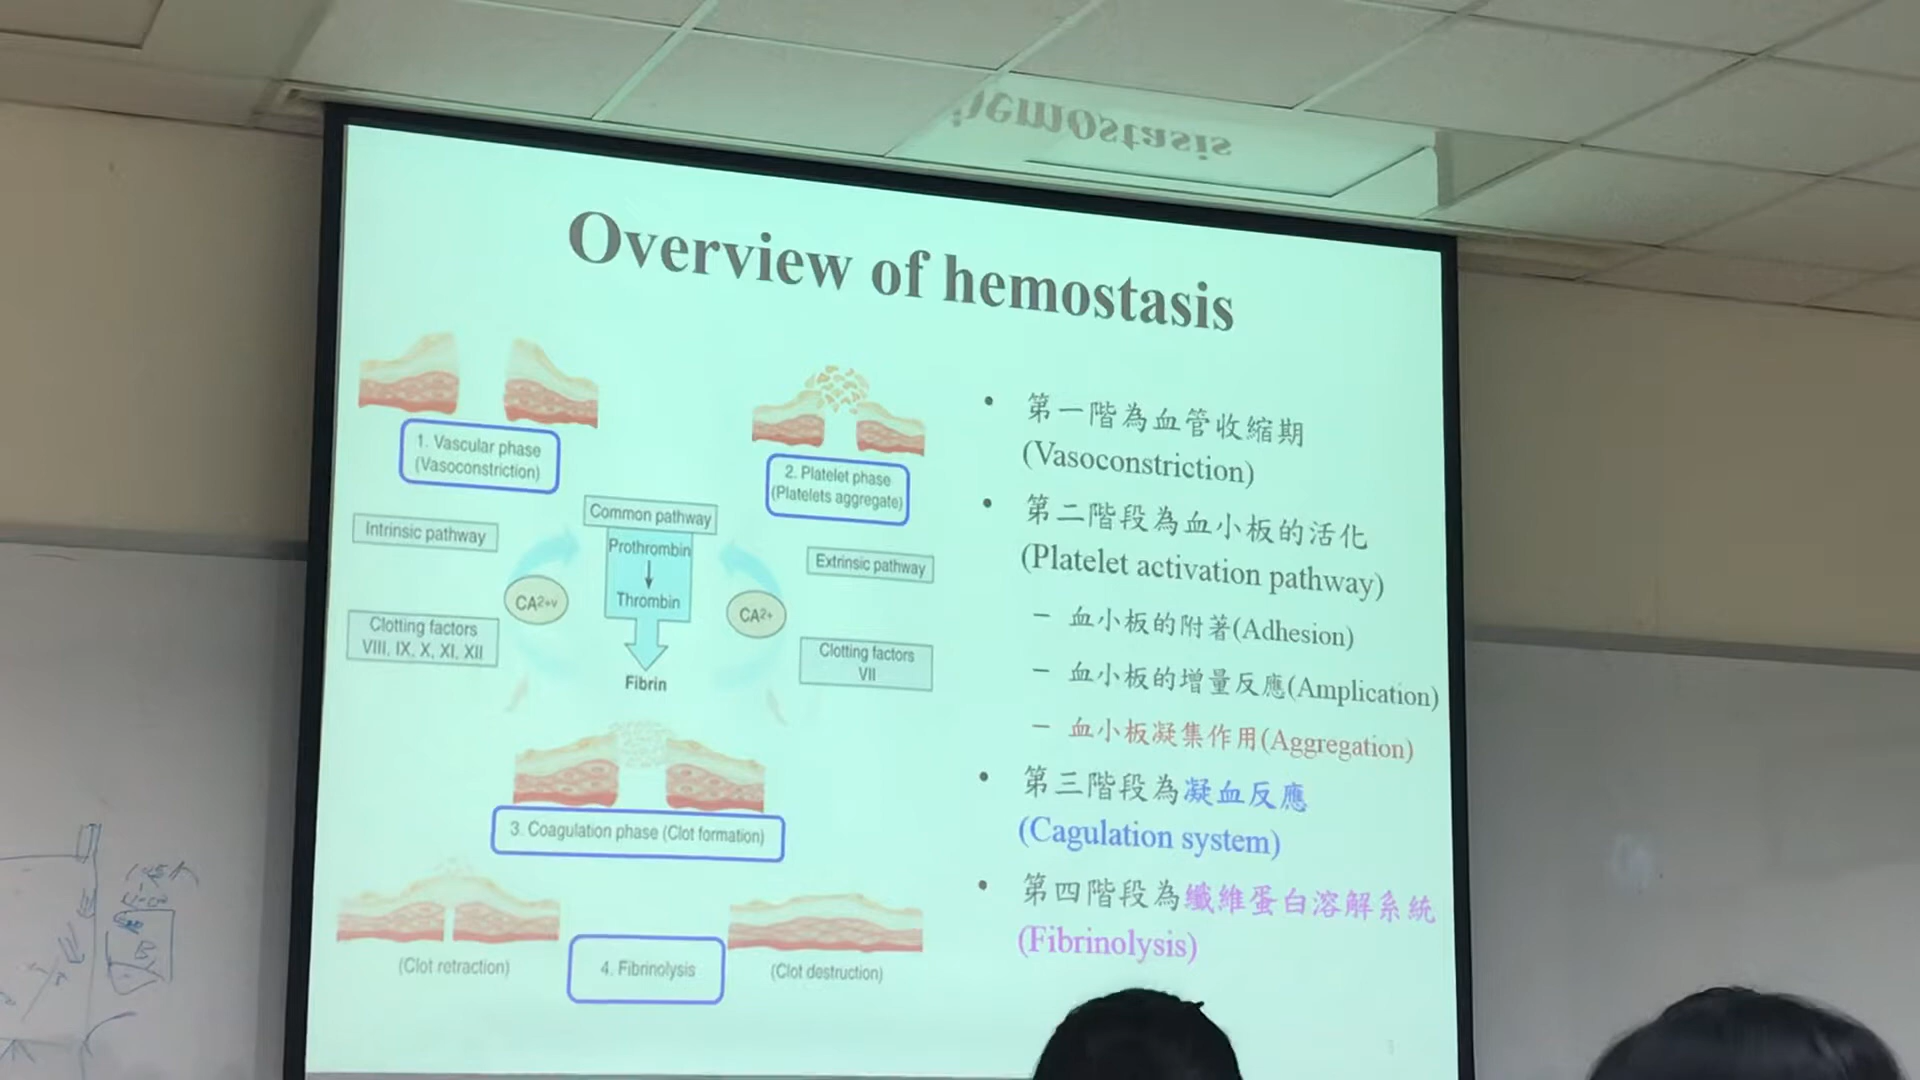 hemostasis
Overview of hemostasis
1. Vascular phase
(Vasoconstriction)
2. Platelet phase
(Platelets aggregate)
Intrinsic pathway
Common pathway
Extrinsic pathway
Prothrombin
Thrombin
CA2+v
CA2+
Clotting factors
VIII, IX, X, XI, XII
Clotting factors
VII
Fibrin
3. Coagulation phase (Clot formation)
(Clot retraction)
4. Fibrinolysis
(Clot destruction)
• 第一階為血管收縮期
(Vasoconstriction)
• 第二階段為血小板的活化
(Platelet activation pathway)
– 血小板的附著(Adhesion)
– 血小板的增量反應(Amplication)
– 血小板凝集作用(Aggregation)
• 第三階段為凝血反應
(Cagulation system)
• 第四階段為纖維蛋白溶解系統
(Fibrinolysis)